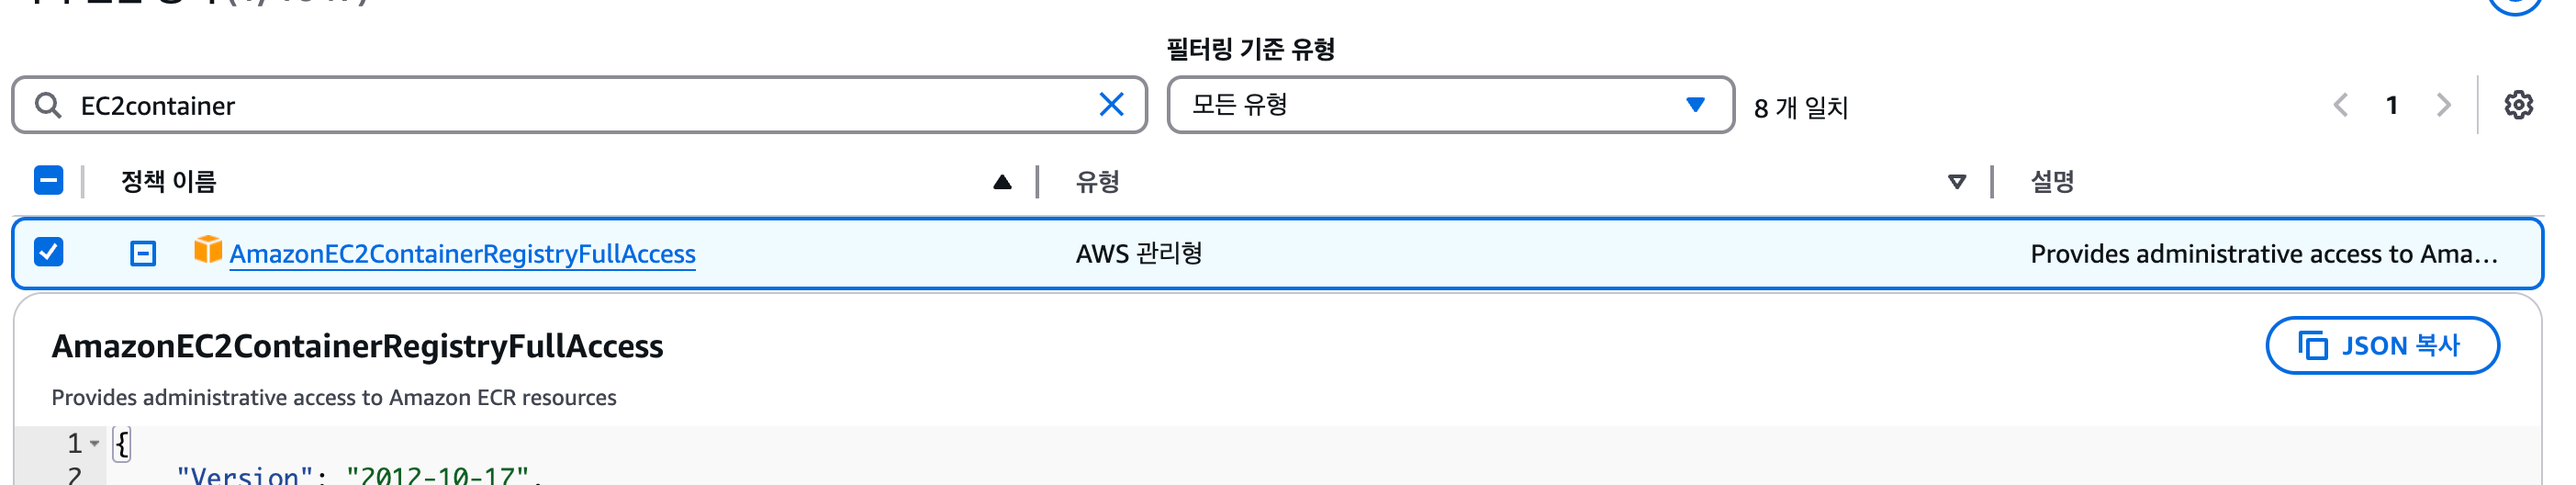 필터링 기준 유형
EC2container
모든 유형
8 개 일치
1
정책 이름
유형
설명
AmazonEC2ContainerRegistryFullAccess
AWS 관리형
Provides administrative access to Ama...
AmazonEC2ContainerRegistryFullAccess
JSON 복사
Provides administrative access to Amazon ECR resources
1 {
2 "Version": "2012-10-17",